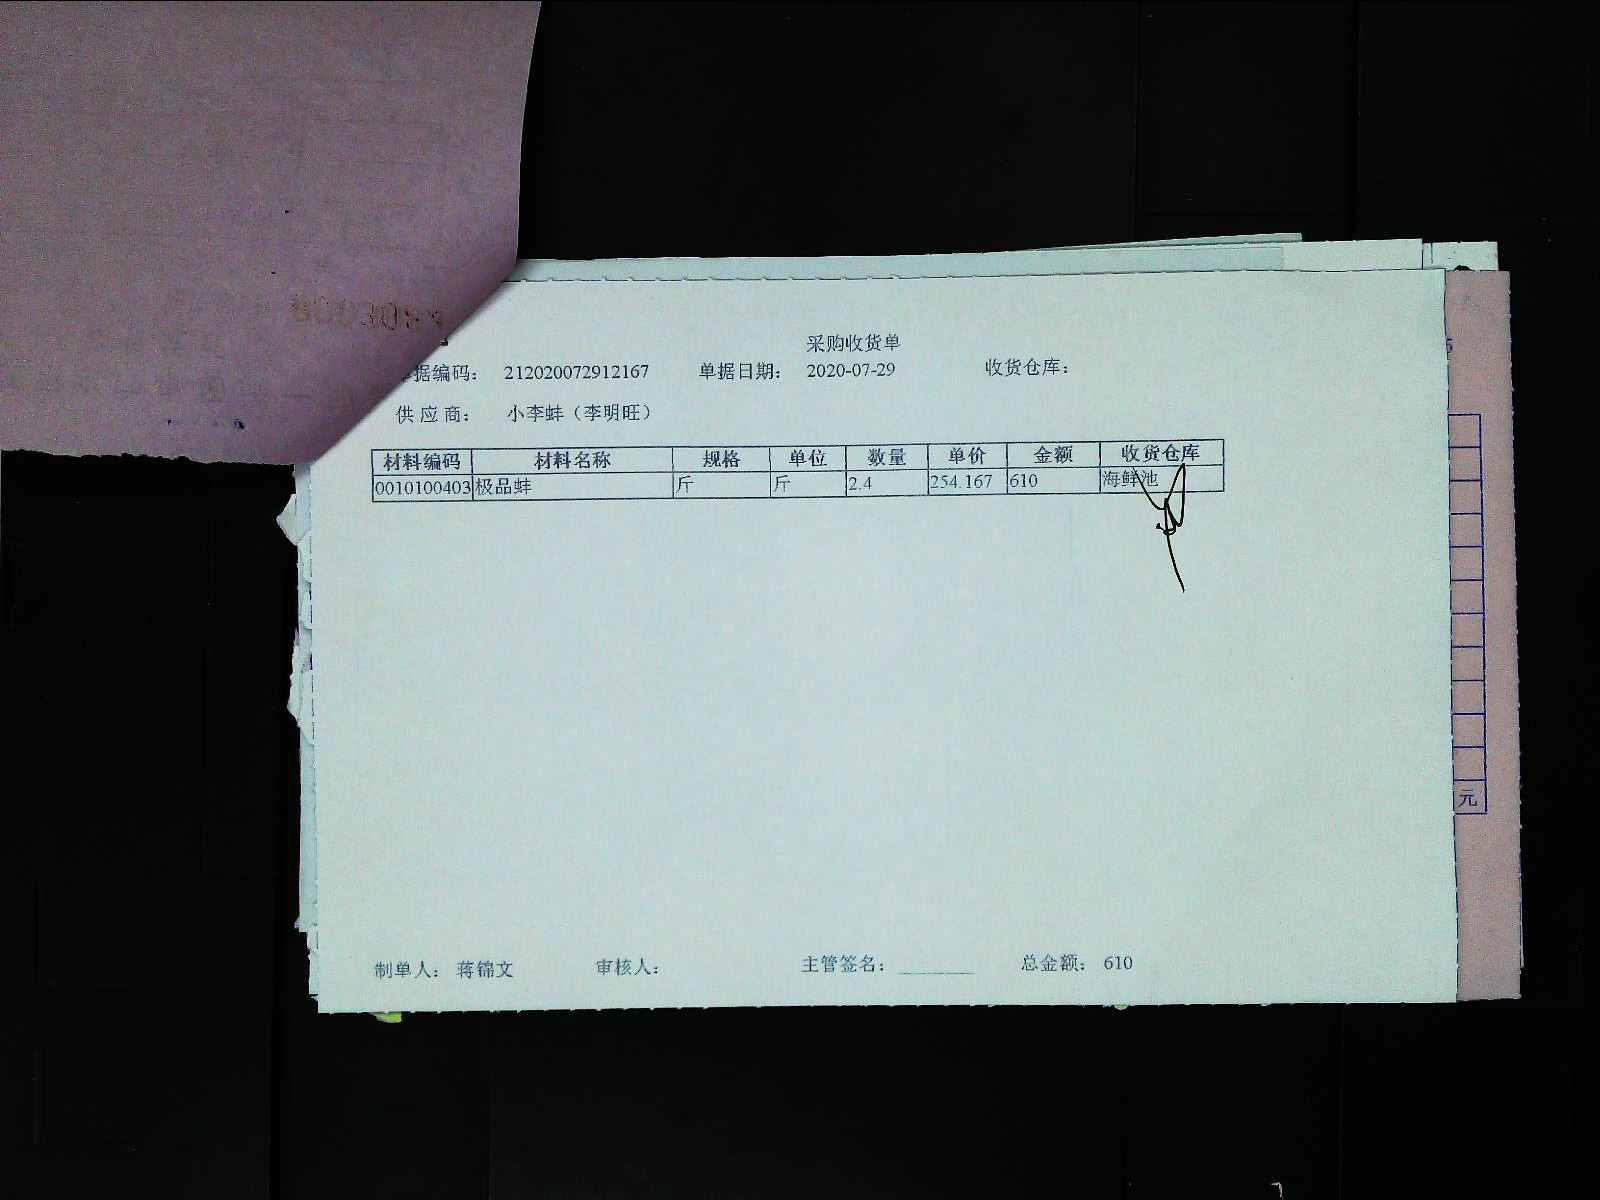 采购收货单
据编码： 212020072912167 单据日期： 2020-07-29 收货仓库：
供应商： 小李蚌（李明旺）
材料编码 材料名称 规格 单位 数量 单价 金额 收货仓库
0010100403 极品蚌 斤 斤 2.4 254.167 610 海鲜池
元
制单人： 蒋锦文 审核人： 主管签名： 总金额： 610